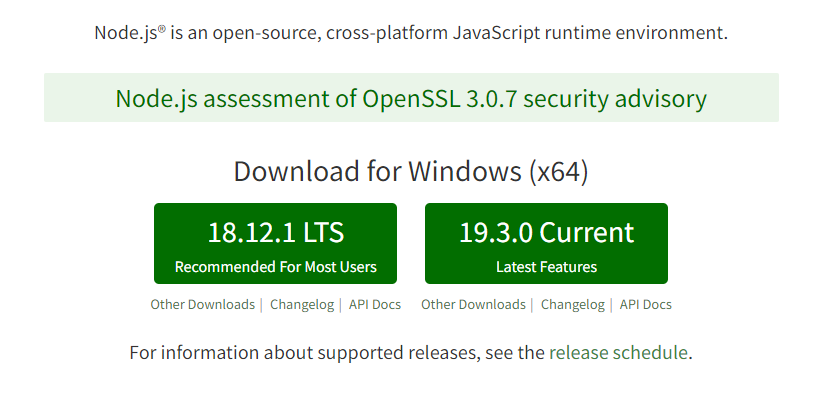 Node.js® is an open-source, cross-platform JavaScript runtime environment.
Node.js assessment of OpenSSL 3.0.7 security advisory
Download for Windows (x64)
18.12.1 LTS
Recommended For Most Users
19.3.0 Current
Latest Features
Other Downloads | Changelog | API Docs
Other Downloads | Changelog | API Docs
For information about supported releases, see the release schedule.